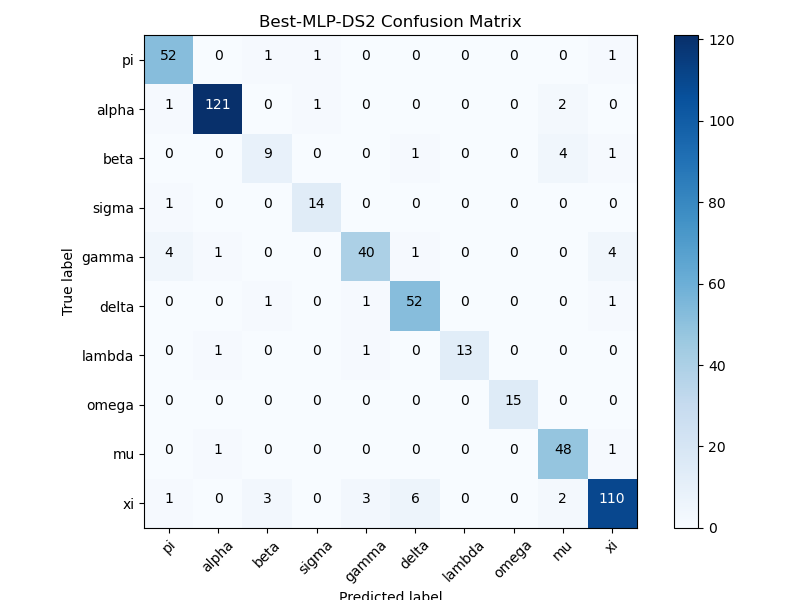 Best-MLP-DS2 Confusion Matrix
True label
pi 52 0 1 1 0 0 0 0 0 1
alpha 1 121 0 1 0 0 0 0 2 0
beta 0 0 9 0 0 1 0 0 4 1
sigma 1 0 0 14 0 0 0 0 0 0
gamma 4 1 0 0 40 1 0 0 0 4
delta 0 0 1 0 1 52 0 0 0 1
lambda 0 1 0 0 1 0 13 0 0 0
omega 0 0 0 0 0 0 0 15 0 0
mu 0 1 0 0 0 0 0 0 48 1
xi 1 0 3 0 3 6 0 0 2 110
pi alpha beta sigma gamma delta lambda omega mu xi
Predicted label
120
100
80
60
40
20
0